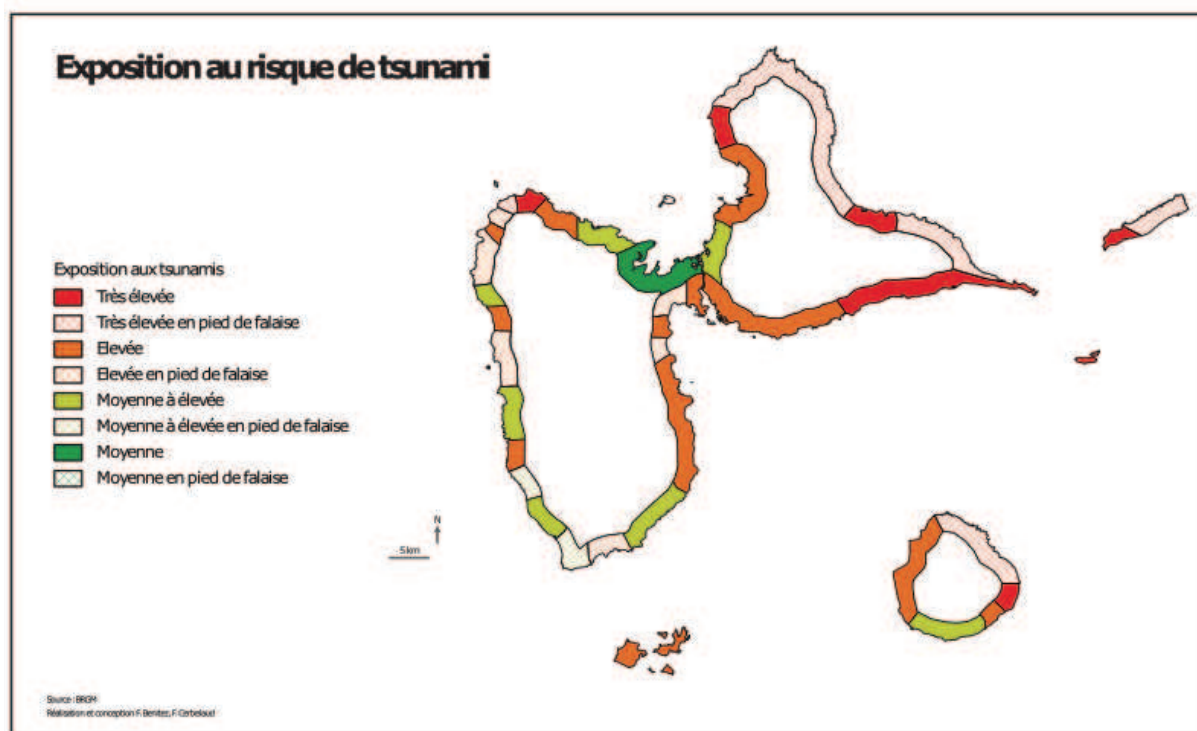 Exposition au risque de tsunami
Exposition aux tsunamis
Très élevée
Très élevée en pied de falaise
Elevée
Elevée en pied de falaise
Moyenne à élevée
Moyenne à élevée en pied de falaise
Moyenne
Moyenne en pied de falaise
N
5 km
Source : BRGM
Réalisation et conception F. Benitez, F. Cerbelaud